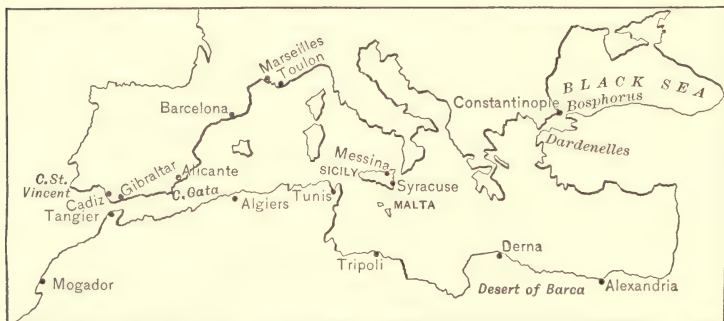 Marseilles
Toulon
BLACK SEA
Constantinople
Bosphorus
Barcelona
Dardenelles
Messina
SICILY
Syracuse
MALTA
C. St.
Vincent
Cadiz
Gibraltar
Alicante
C. Gata
Tangier
Algiers
Tunis
Tripoli
Derna
Mogador
Desert of Barca
Alexandria